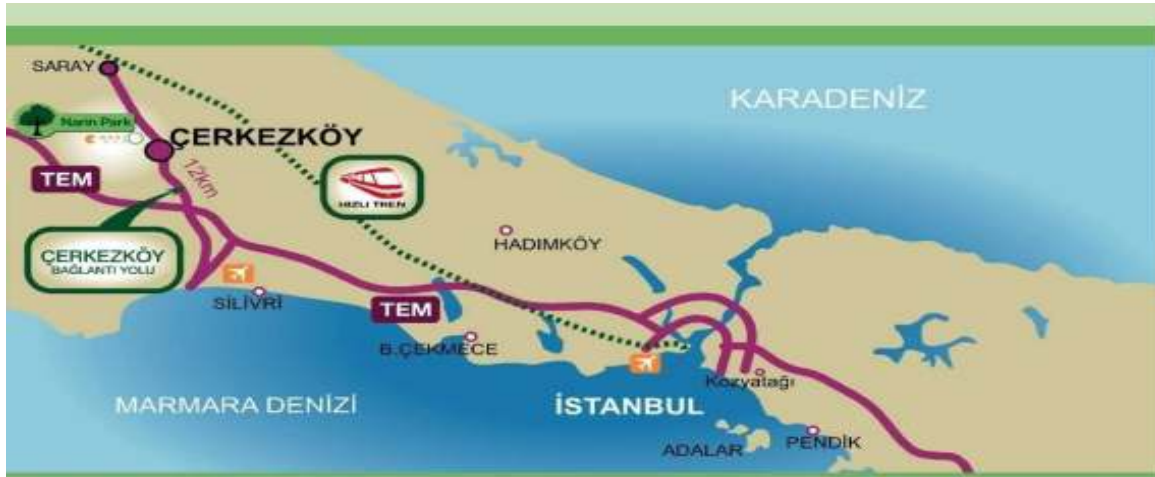 SARAY
KARADENİZ
Narin Park
ÇERKEZKÖY
TEM
12km
HIZLI TREN
HADIMKÖY
ÇERKEZKÖY
BAĞLANTI YOLU
SİLİVRİ
TEM
B.ÇEKMECE
Kozyatağı
MARMARA DENİZİ
İSTANBUL
ADALAR
PENDİK